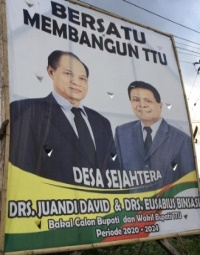 BERSATU
MEMBANGUN TTU
DESA SEJAHTERA
DRS. JUANDI DAVID & DRS. EUSABIUS BINSASI
Bakal Calon Bupati dan Wakil Bupati TTU
Periode 2020 - 2024